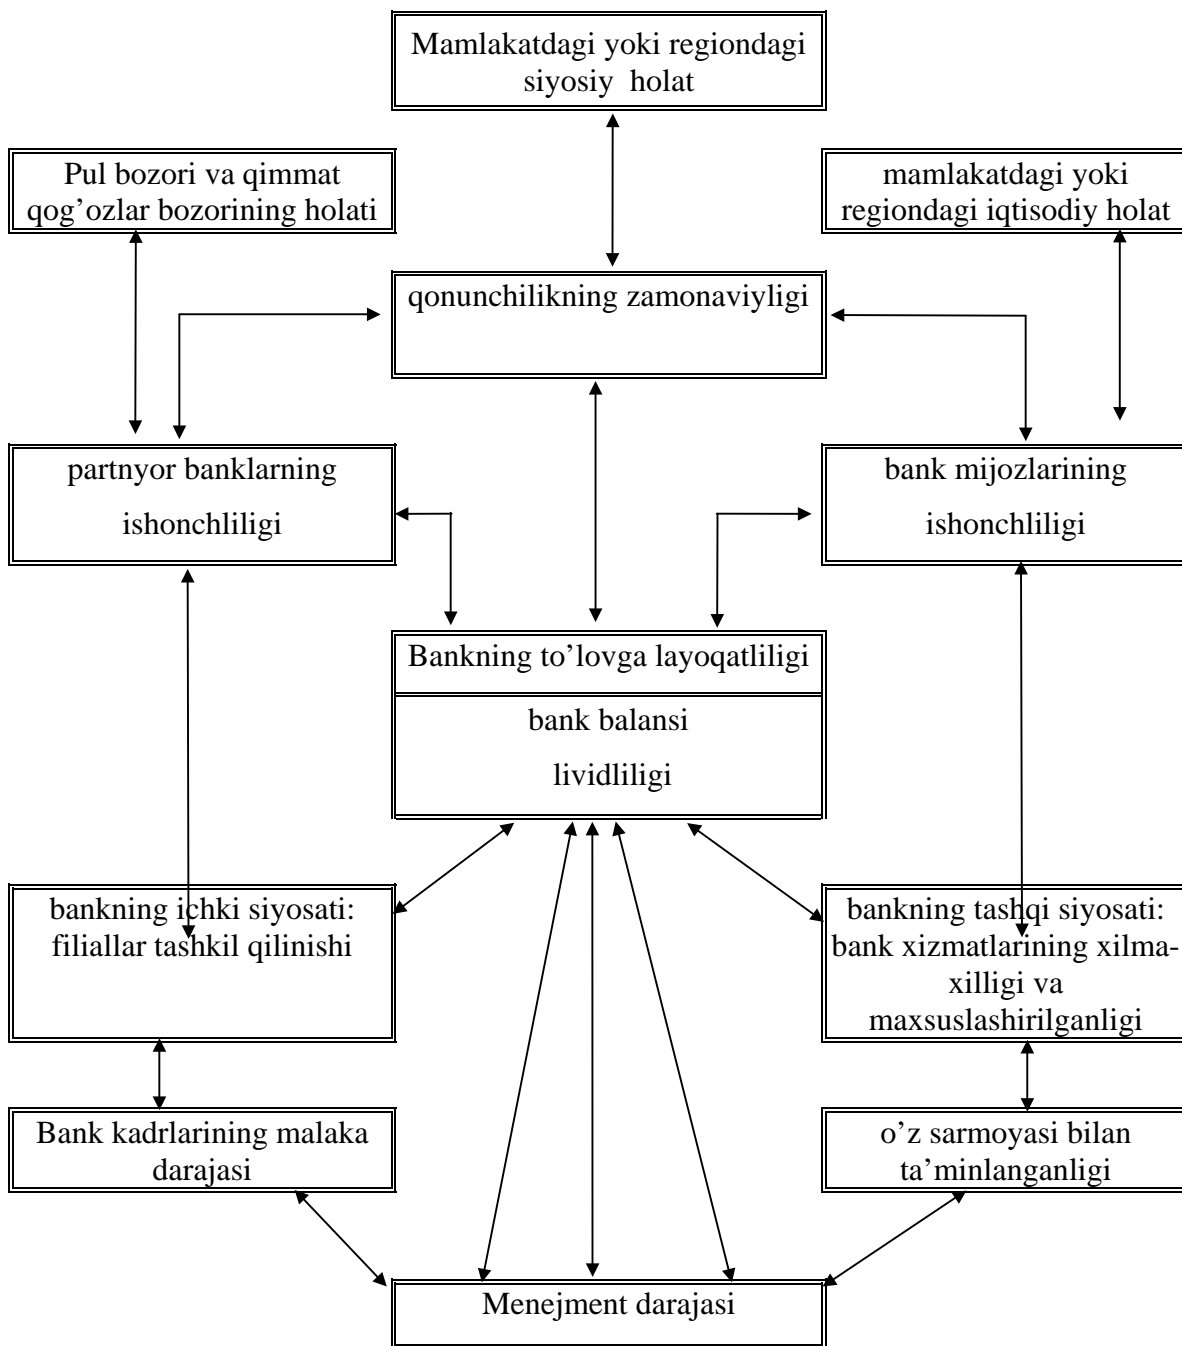 Mamlakatdagi yoki regiondagi
siyosiy holat
Pul bozori va qimmat
qog’ozlar bozorining holati
mamlakatdagi yoki
regiondagi iqtisodiy holat
qonunchilikning zamonaviyligi
partnyor banklarning
ishonchliligi
bank mijozlarining
ishonchliligi
Bankning to’lovga layoqatliligi
bank balansi
lividliligi
bankning ichki siyosati:
filiallar tashkil qilinishi
bankning tashqi siyosati:
bank xizmatlarining xilma-
xilligi va
maxsuslashirilganligi
Bank kadrlarining malaka
darajasi
o’z sarmoyasi bilan
ta’minlanganligi
Menejment darajasi